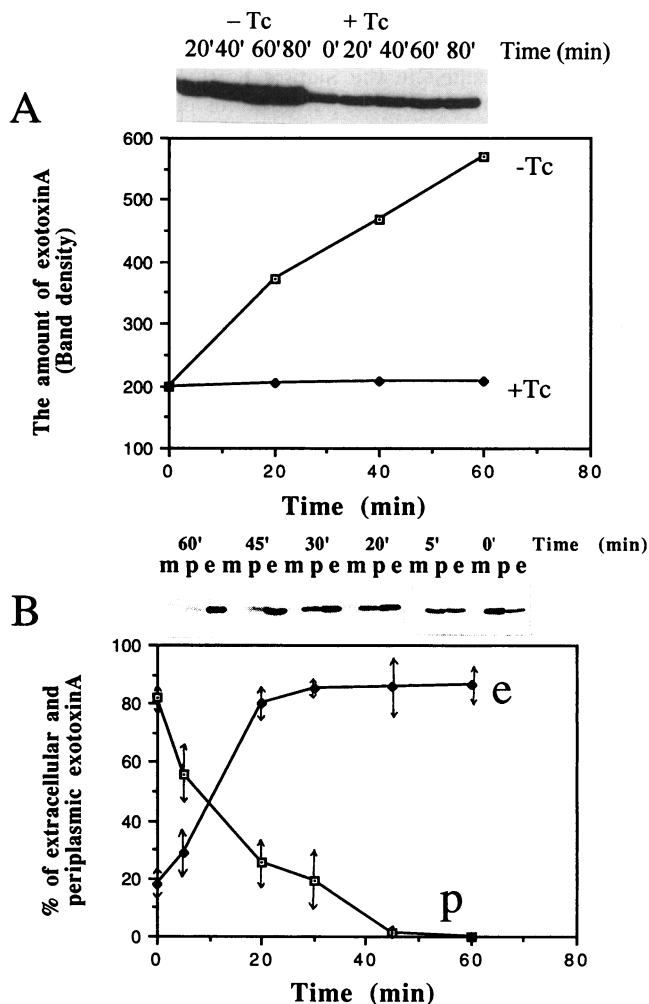 – Tc + Tc
20' 40' 60' 80' 0' 20' 40' 60' 80' Time (min)
A
600
500
400
300
200
100
The amount of exotoxinA
(Band density)
-Tc
+Tc
0 20 40 60 80
Time (min)
60' 45' 30' 20' 5' 0' Time (min)
m p e m p e m p e m p e m p e m p e
B
100
80
60
40
20
0
% of extracellular and
periplasmic exotoxinA
e
p
0 20 40 60 80
Time (min)